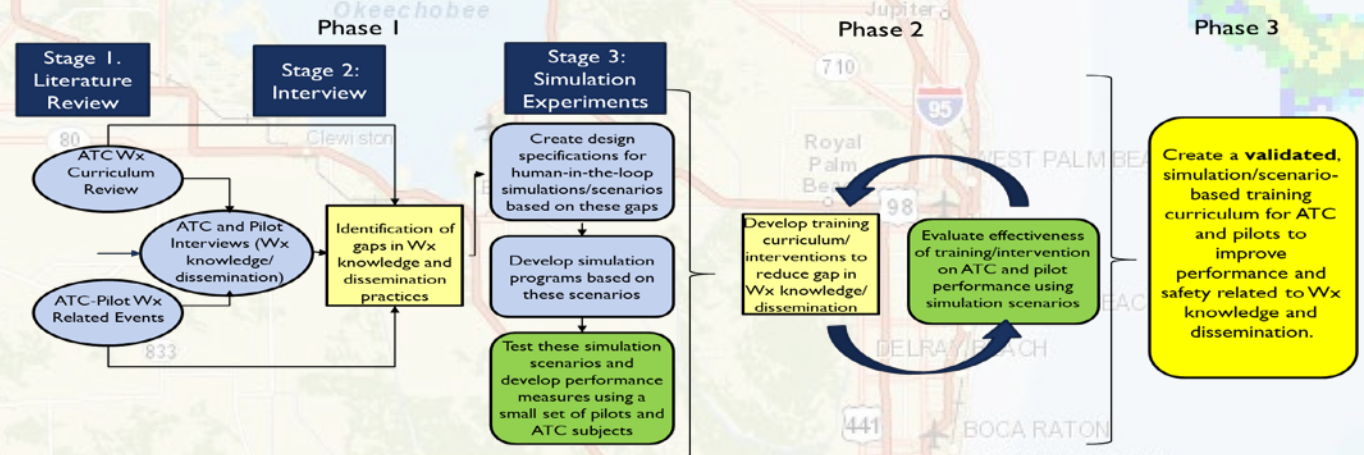 Okeechobee
Jupiter
Phase 1
Phase 2
Phase 3
Stage 1.
Literature
Review
Stage 2:
Interview
Stage 3:
Simulation
Experiments
710
95
80
Clewiston
ATC Wx
Curriculum
Review
ATC and Pilot
Interviews (Wx
knowledge/
dissemination)
ATC-Pilot Wx
Related Events
833
Identification of
gaps in Wx
knowledge and
dissemination
practices
Create design
specifications for
human-in-the-loop
simulations/scenarios
based on these gaps
Develop simulation
programs based on
these scenarios
Test these simulation
scenarios and
develop performance
measures using a
small set of pilots and
ATC subjects
Royal
Palm
Bea
WEST PALM BEA
98
Develop training
curriculum/
interventions to
reduce gap in
Wx knowledge/
dissemination
Evaluate effectiveness
of training/intervention
on ATC and pilot
performance using
simulation scenarios
EAC
DELRAY BEACH
441
BOCA RATON
Create a validated,
simulation/scenario-
based training
curriculum for ATC
and pilots to
improve
performance and
safety related to Wx
knowledge and
dissemination.